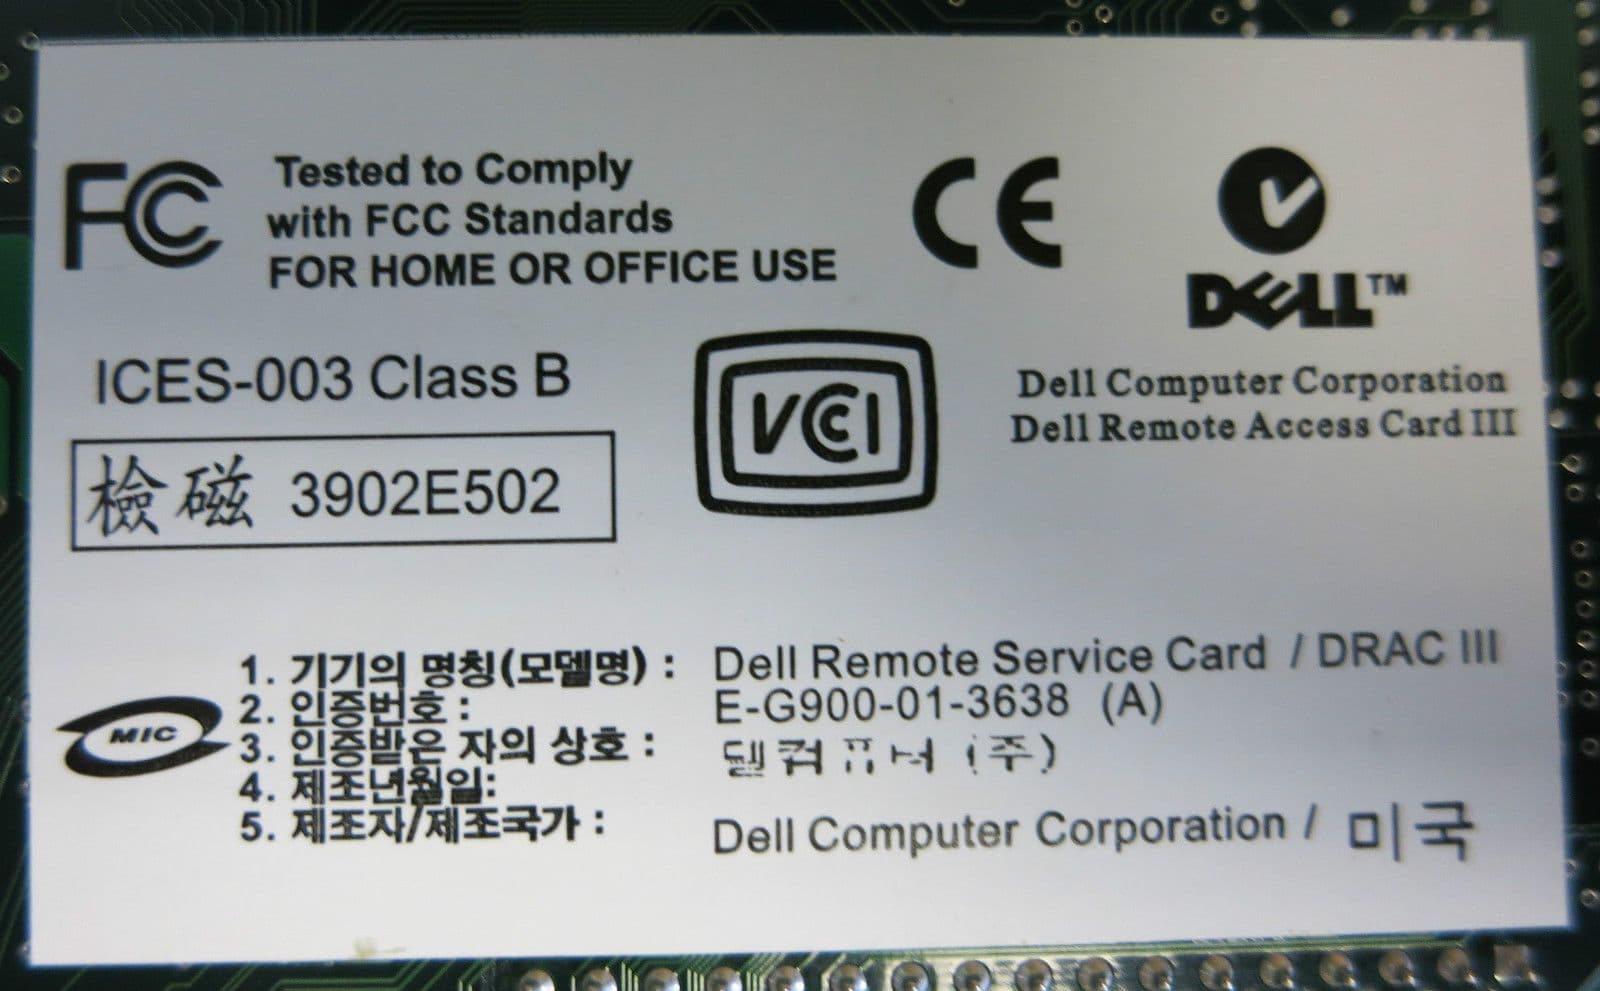 FC Tested to Comply
with FCC Standards
FOR HOME OR OFFICE USE
CE
DELL™
ICES-003 Class B
VCCI
Dell Computer Corporation
Dell Remote Access Card III
檢磁 3902E502
MIC
1. 기기의 명칭(모델명) : Dell Remote Service Card / DRAC III
2. 인증번호 : E-G900-01-3638 (A)
3. 인증받은 자의 상호 : 델컴퓨터 (주)
4. 제조년월일:
5. 제조자/제조국가 : Dell Computer Corporation / 미국